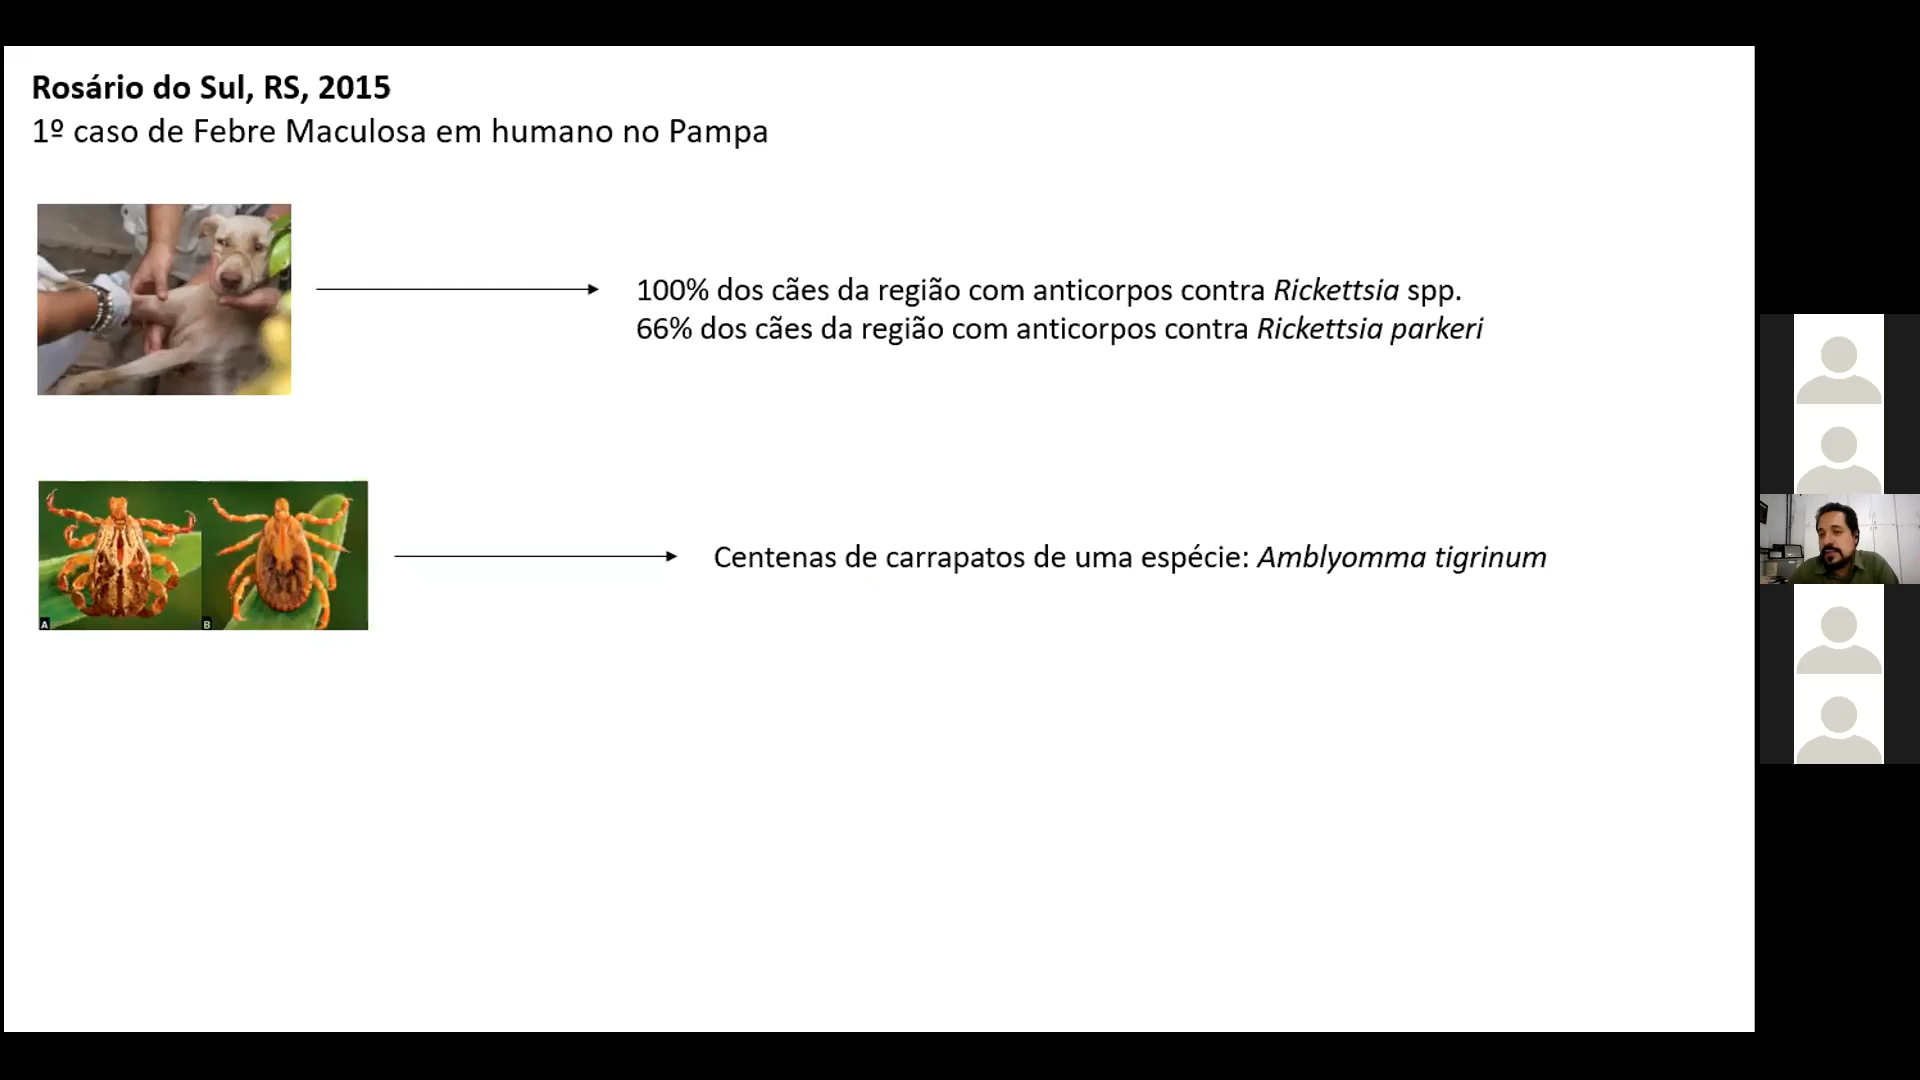 Rosário do Sul, RS, 2015
1º caso de Febre Maculosa em humano no Pampa
100% dos cães da região com anticorpos contra Rickettsia spp.
66% dos cães da região com anticorpos contra Rickettsia parkeri
Centenas de carrapatos de uma espécie: Amblyomma tigrinum
A
B